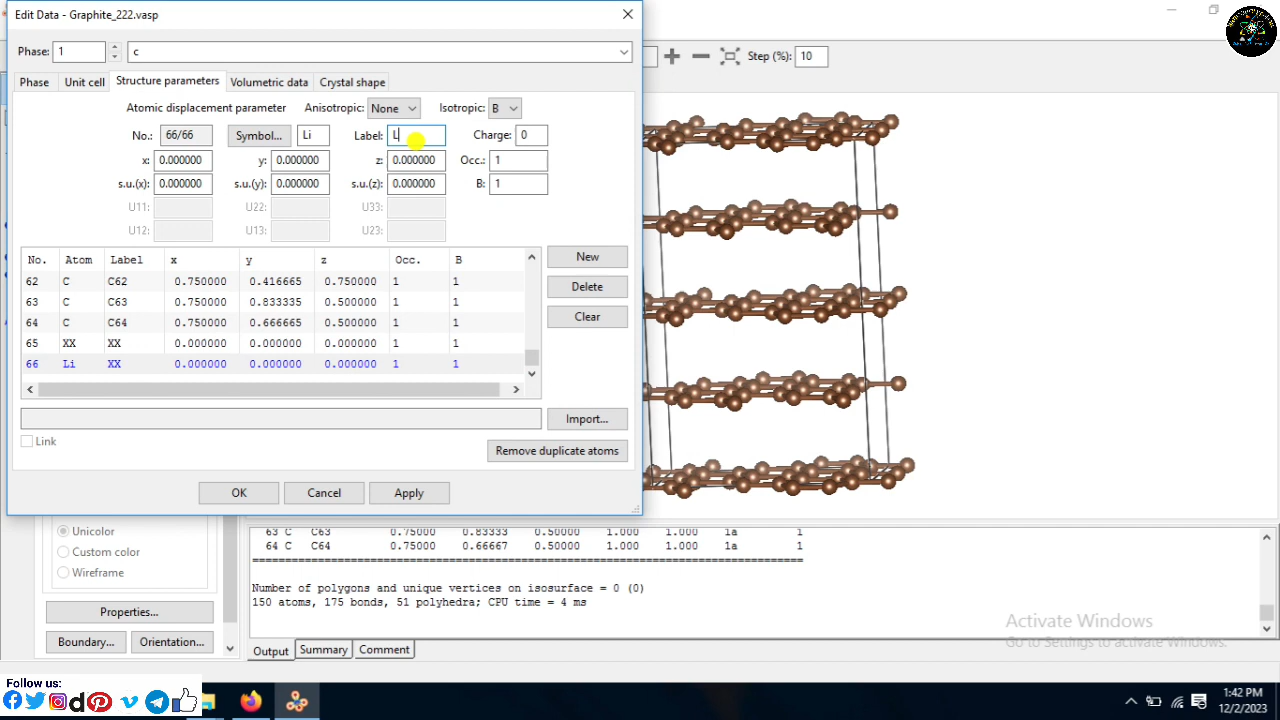 Edit Data - Graphite_222.vasp
Phase: 1 c
Step (%): 10
Phase Unit cell Structure parameters Volumetric data Crystal shape
Atomic displacement parameter Anisotropic: None Isotropic: B
No.: 66/66 Symbol... Li Label: L Charge: 0
x: 0.000000 y: 0.000000 z: 0.000000 Occ.: 1
s.u.(x): 0.000000 s.u.(y): 0.000000 s.u.(z): 0.000000 B: 1
U11: U22: U33:
U12: U13: U23:
No. Atom Label x y z Occ. B
62 C C62 0.750000 0.416665 0.750000 1 1
63 C C63 0.750000 0.833335 0.500000 1 1
64 C C64 0.750000 0.666665 0.500000 1 1
65 XX XX 0.000000 0.000000 0.000000 1 1
66 Li XX 0.000000 0.000000 0.000000 1 1
New
Delete
Clear
Import...
Link
Remove duplicate atoms
OK Cancel Apply
Unicolor
Custom color
Wireframe
Properties...
Boundary... Orientation...
63 C C63 0.75000 0.83333 0.50000 1.000 1.000 1a 1
64 C C64 0.75000 0.66667 0.50000 1.000 1.000 1a 1
Number of polygons and unique vertices on isosurface = 0 (0)
150 atoms, 175 bonds, 51 polyhedra; CPU time = 4 ms
Output Summary Comment
Activate Windows
Go to Settings to activate Windows.
Follow us:
1:42 PM
12/2/2023